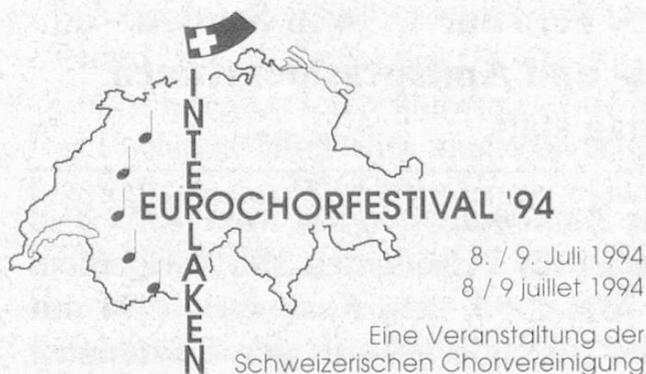 INTERLAKEN
EUROCHORFESTIVAL '94
8. / 9. Juli 1994
8 / 9 juillet 1994
Eine Veranstaltung der
Schweizerischen Chorvereinigung